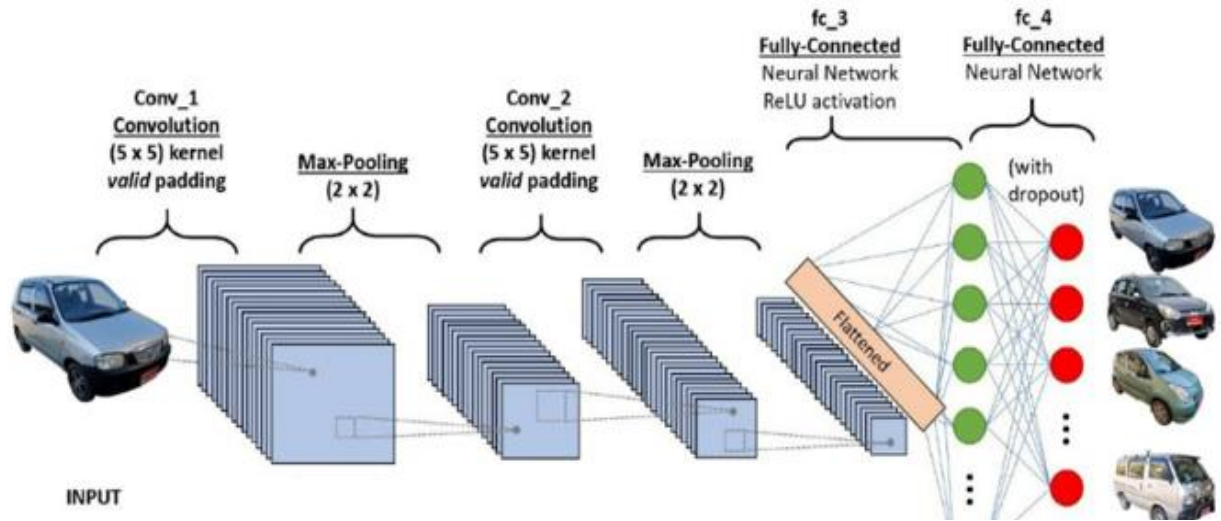 Conv_1
Convolution
(5 x 5) kernel
valid padding
Max-Pooling
(2 x 2)
Conv_2
Convolution
(5 x 5) kernel
valid padding
Max-Pooling
(2 x 2)
fc_3
Fully-Connected
Neural Network
ReLU activation
fc_4
Fully-Connected
Neural Network
(with
dropout)
Flattened
INPUT